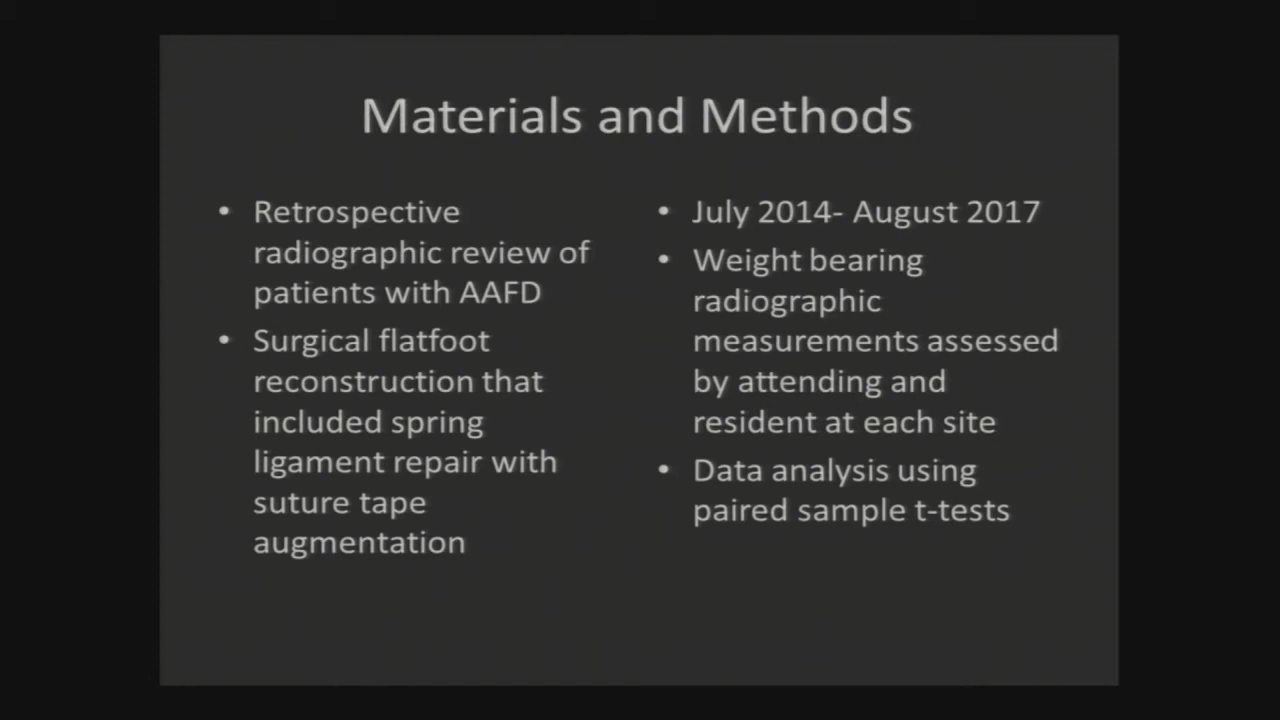 Materials and Methods
• Retrospective
radiographic review of
patients with AAFD
• Surgical flatfoot
reconstruction that
included spring
ligament repair with
suture tape
augmentation
• July 2014- August 2017
• Weight bearing
radiographic
measurements assessed
by attending and
resident at each site
• Data analysis using
paired sample t-tests